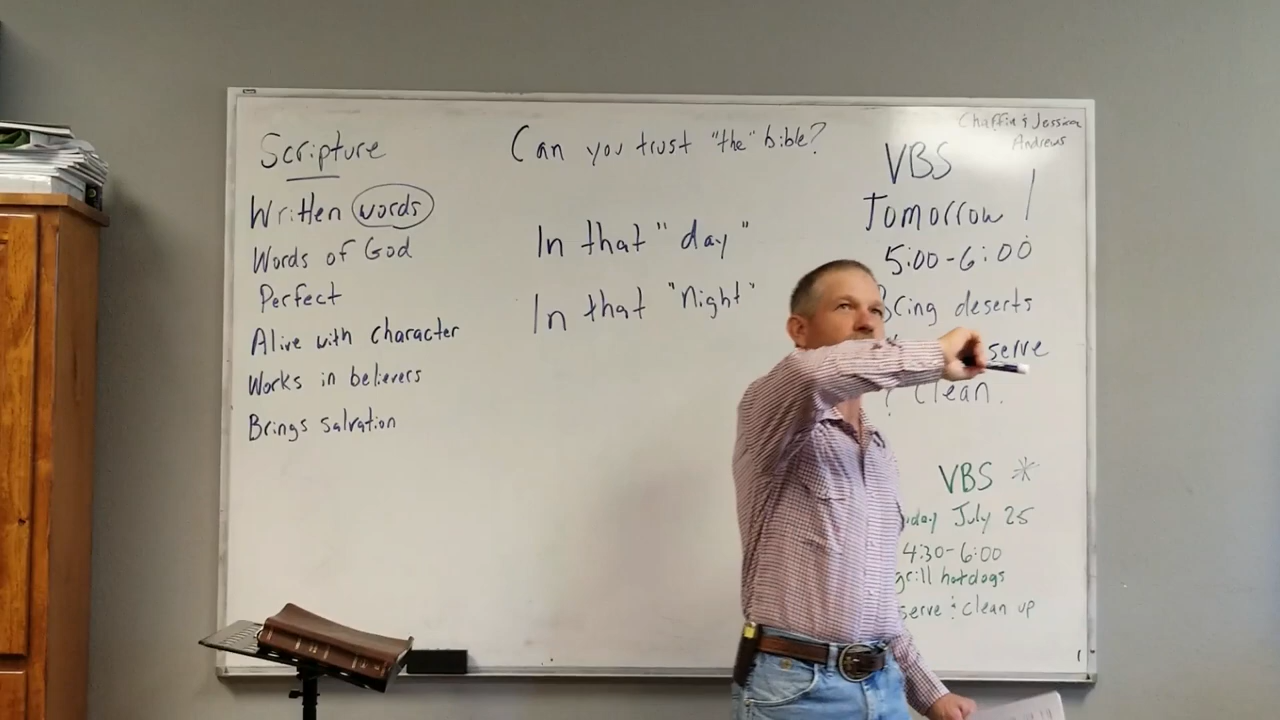 Scripture
Written words
Words of God
Perfect
Alive with character
Works in believers
Brings salvation
Can you trust "the" bible?
In that "day"
In that "Night"
Chaffin & Jessica
Andrews
VBS
Tomorrow!
5:00-6:00
Bring deserts
serve
? Clean.
VBS *
July 25
4:30-6:00
grill hotdogs
serve & clean up